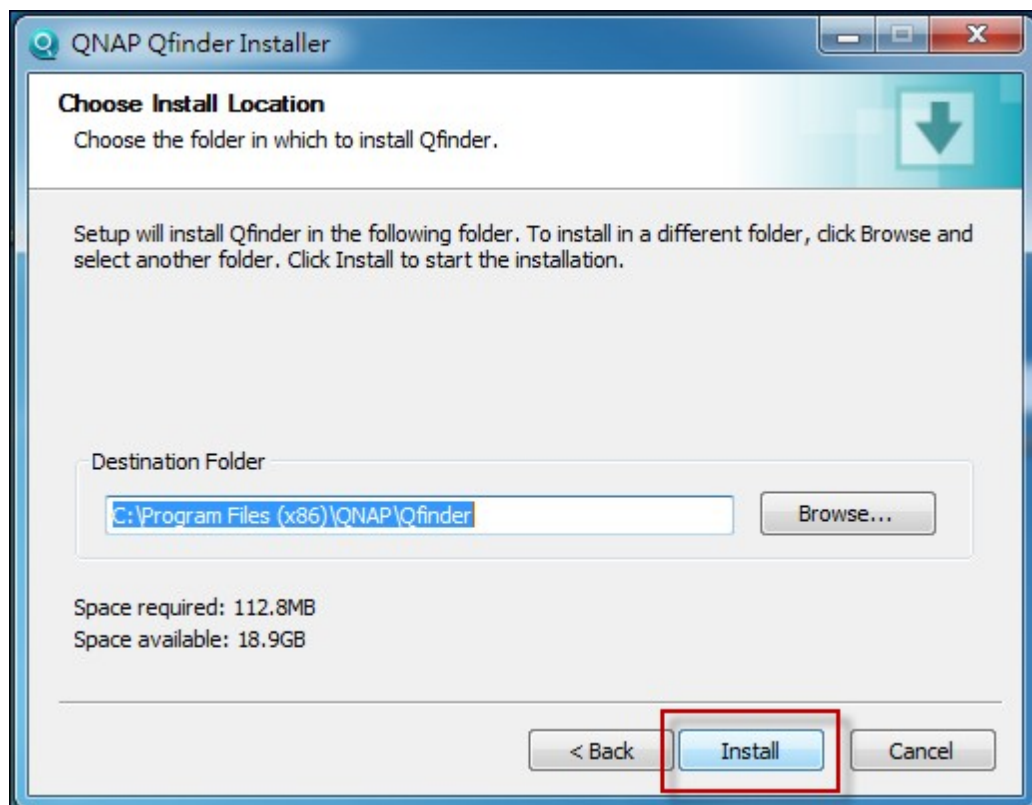 QNAP Qfinder Installer
Choose Install Location
Choose the folder in which to install Qfinder.
Setup will install Qfinder in the following folder. To install in a different folder, click Browse and
select another folder. Click Install to start the installation.
Destination Folder
C:\Program Files (x86)\QNAP\Qfinder
Browse...
Space required: 112.8MB
Space available: 18.9GB
< Back
Install
Cancel